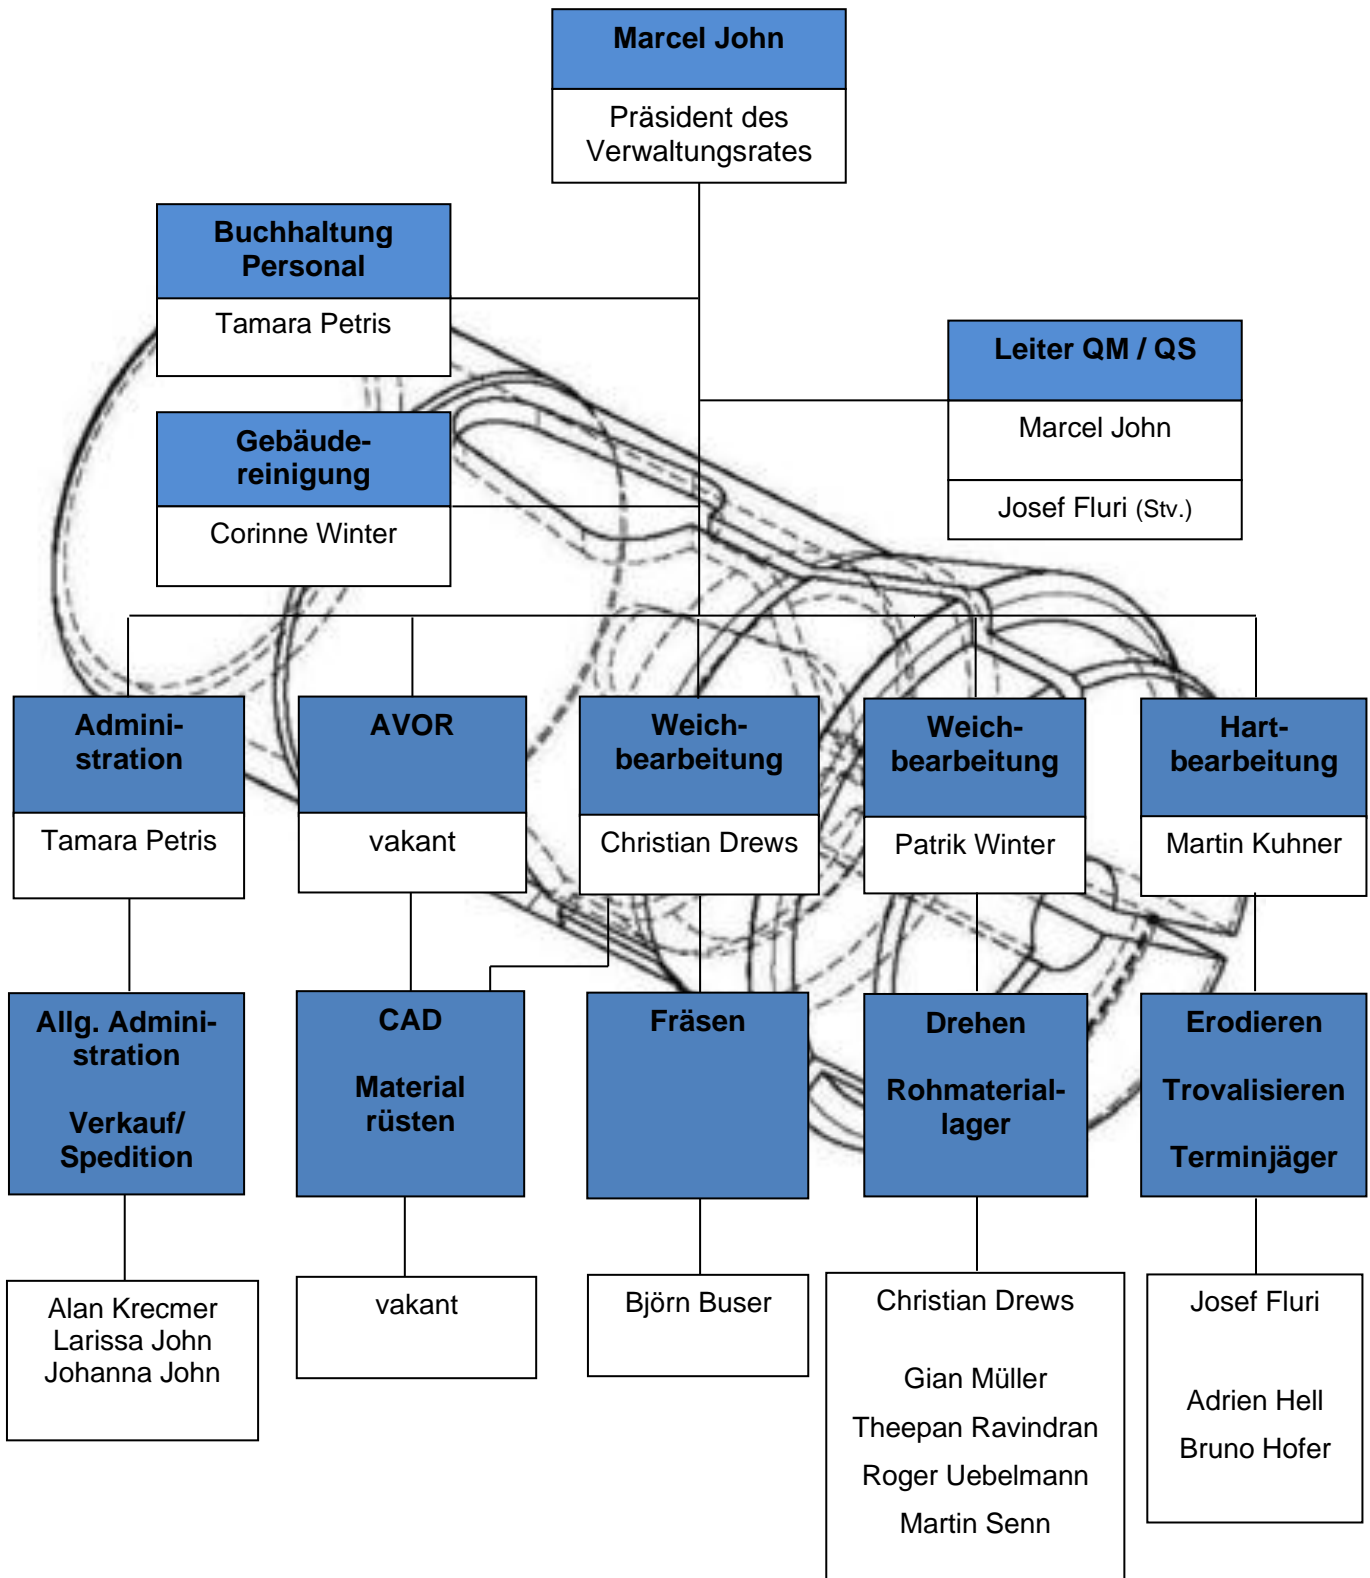 Marcel John
Präsident des
Verwaltungsrates
Buchhaltung
Personal
Tamara Petris
Leiter QM / QS
Marcel John
Josef Fluri (Stv.)
Gebäude-
reinigung
Corinne Winter
Admini-
stration
Tamara Petris
AVOR
vakant
Weich-
bearbeitung
Christian Drews
Weich-
bearbeitung
Patrik Winter
Hart-
bearbeitung
Martin Kuhner
Allg. Admini-
stration
Verkauf/
Spedition
CAD
Material
rüsten
Fräsen
Drehen
Rohmaterial-
lager
Erodieren
Trovalisieren
Terminjäger
Alan Krecmer
Larissa John
Johanna John
vakant
Björn Buser
Christian Drews
Gian Müller
Theepan Ravindran
Roger Uebelmann
Martin Senn
Josef Fluri
Adrien Hell
Bruno Hofer